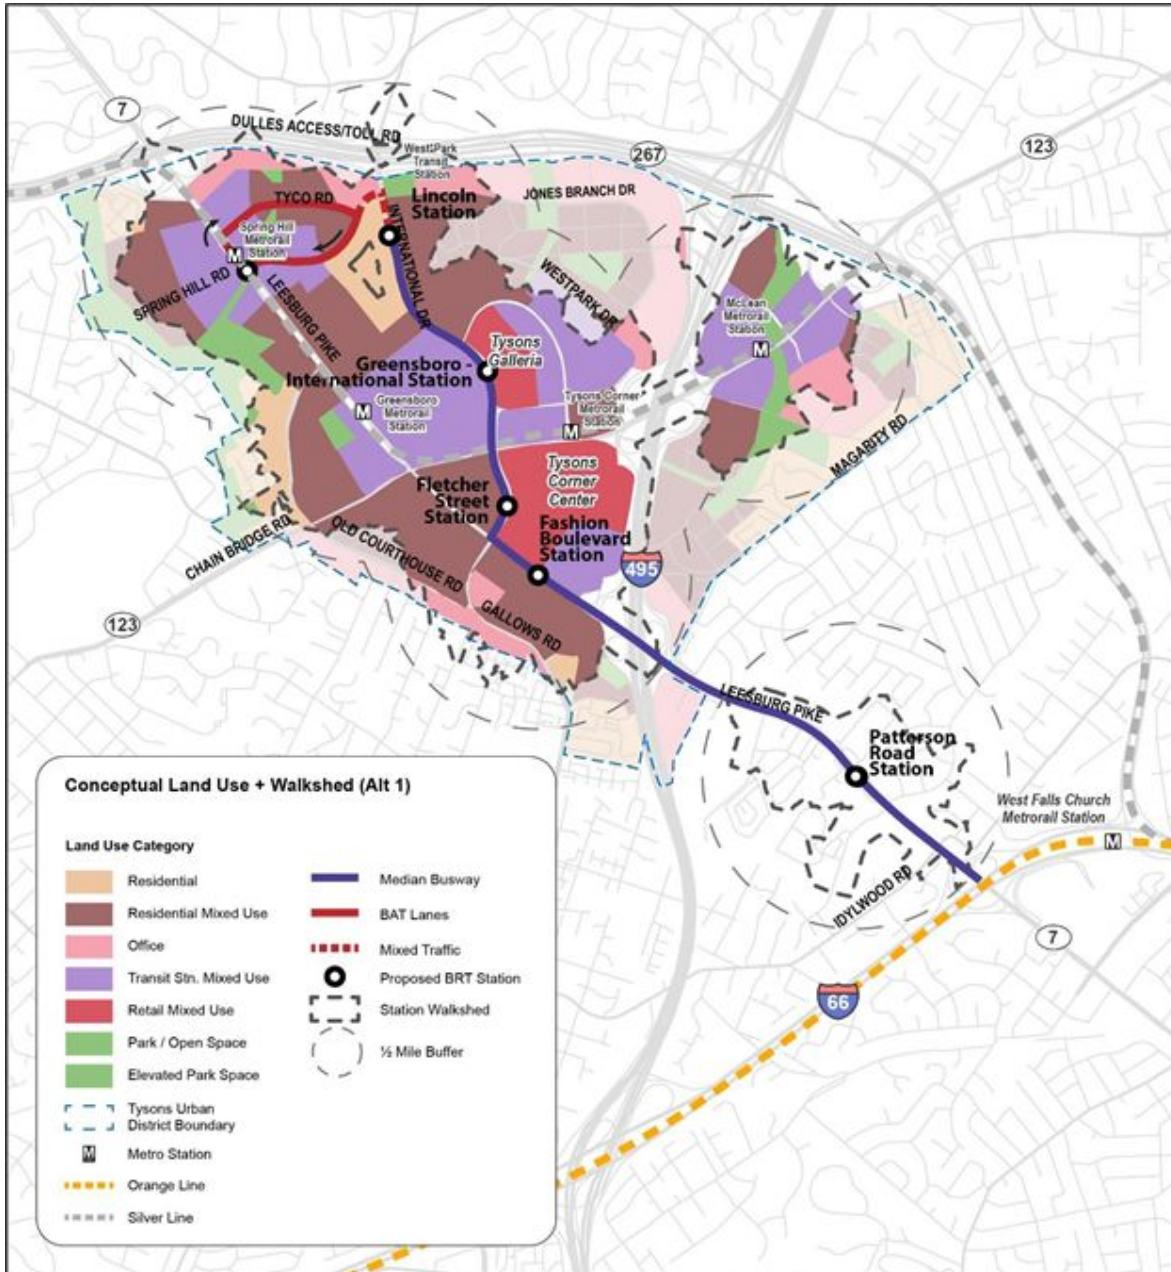 7
DULLES ACCESS/TOLL RD
267
123
West*Park
Transit
Station
JONES BRANCH DR
TYCO RD
Lincoln
Station
INTERNATIONAL DR
Spring Hill
Metrorail
Station
M
SPRING HILL RD
LEESBURG PIKE
WESTPARK DR
McLean
Metrorail
Station
M
Tysons
Galleria
Greensboro -
International Station
Greensboro
Metrorail
Station
M
Tysons Corner
Metrorail
Station
M
MAGARITY RD
Tysons
Corner
Center
Fletcher
Street
Station
Fashion
Boulevard
Station
CHAIN BRIDGE RD
OLD COURTHOUSE RD
GALLOWS RD
495
123
LEESBURG PIKE
Patterson
Road
Station
West Falls Church
Metrorail Station
M
IDYLWOOD RD
7
66
Conceptual Land Use + Walkshed (Alt 1)
Land Use Category
Residential
Residential Mixed Use
Office
Transit Stn. Mixed Use
Retail Mixed Use
Park / Open Space
Elevated Park Space
Tysons Urban
District Boundary
M Metro Station
Orange Line
Silver Line
Median Busway
BAT Lanes
Mixed Traffic
Proposed BRT Station
Station Walkshed
½ Mile Buffer